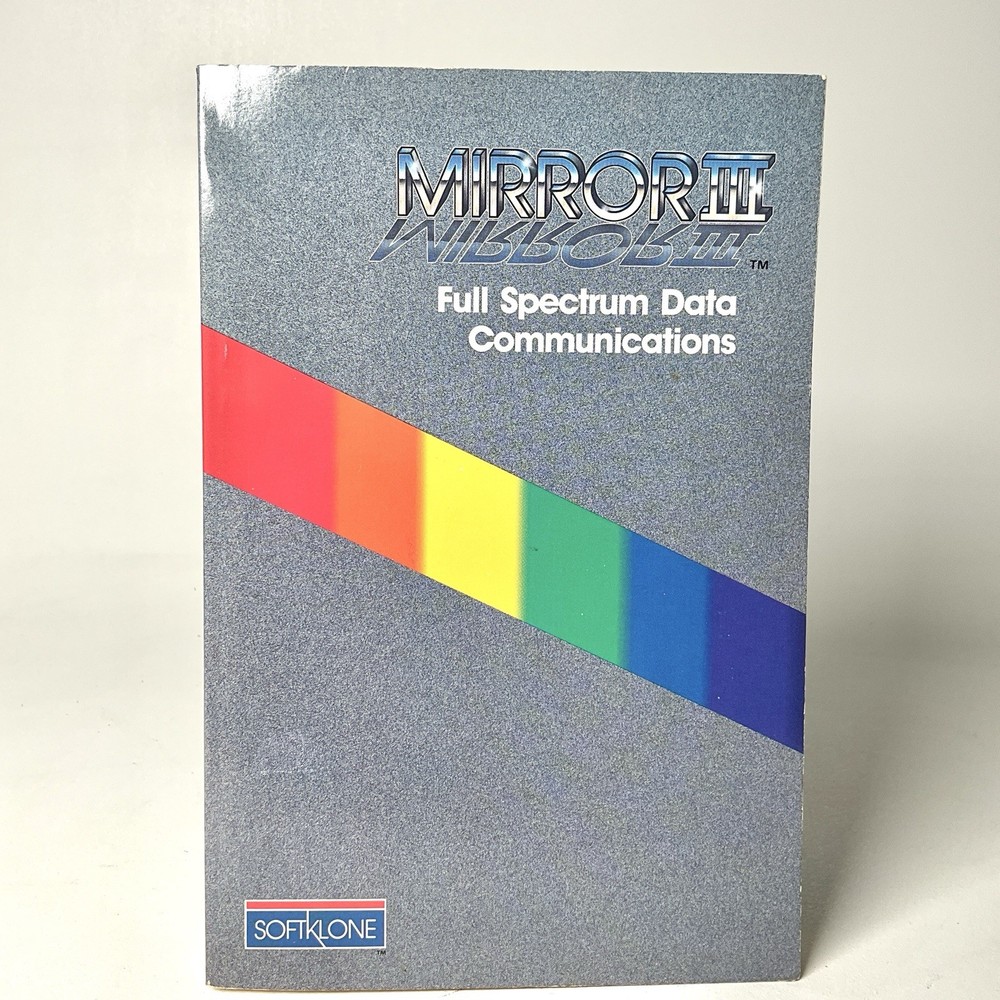 MIRROR III
MIRROR III
TM
Full Spectrum Data
Communications
SOFTKLONE
TM